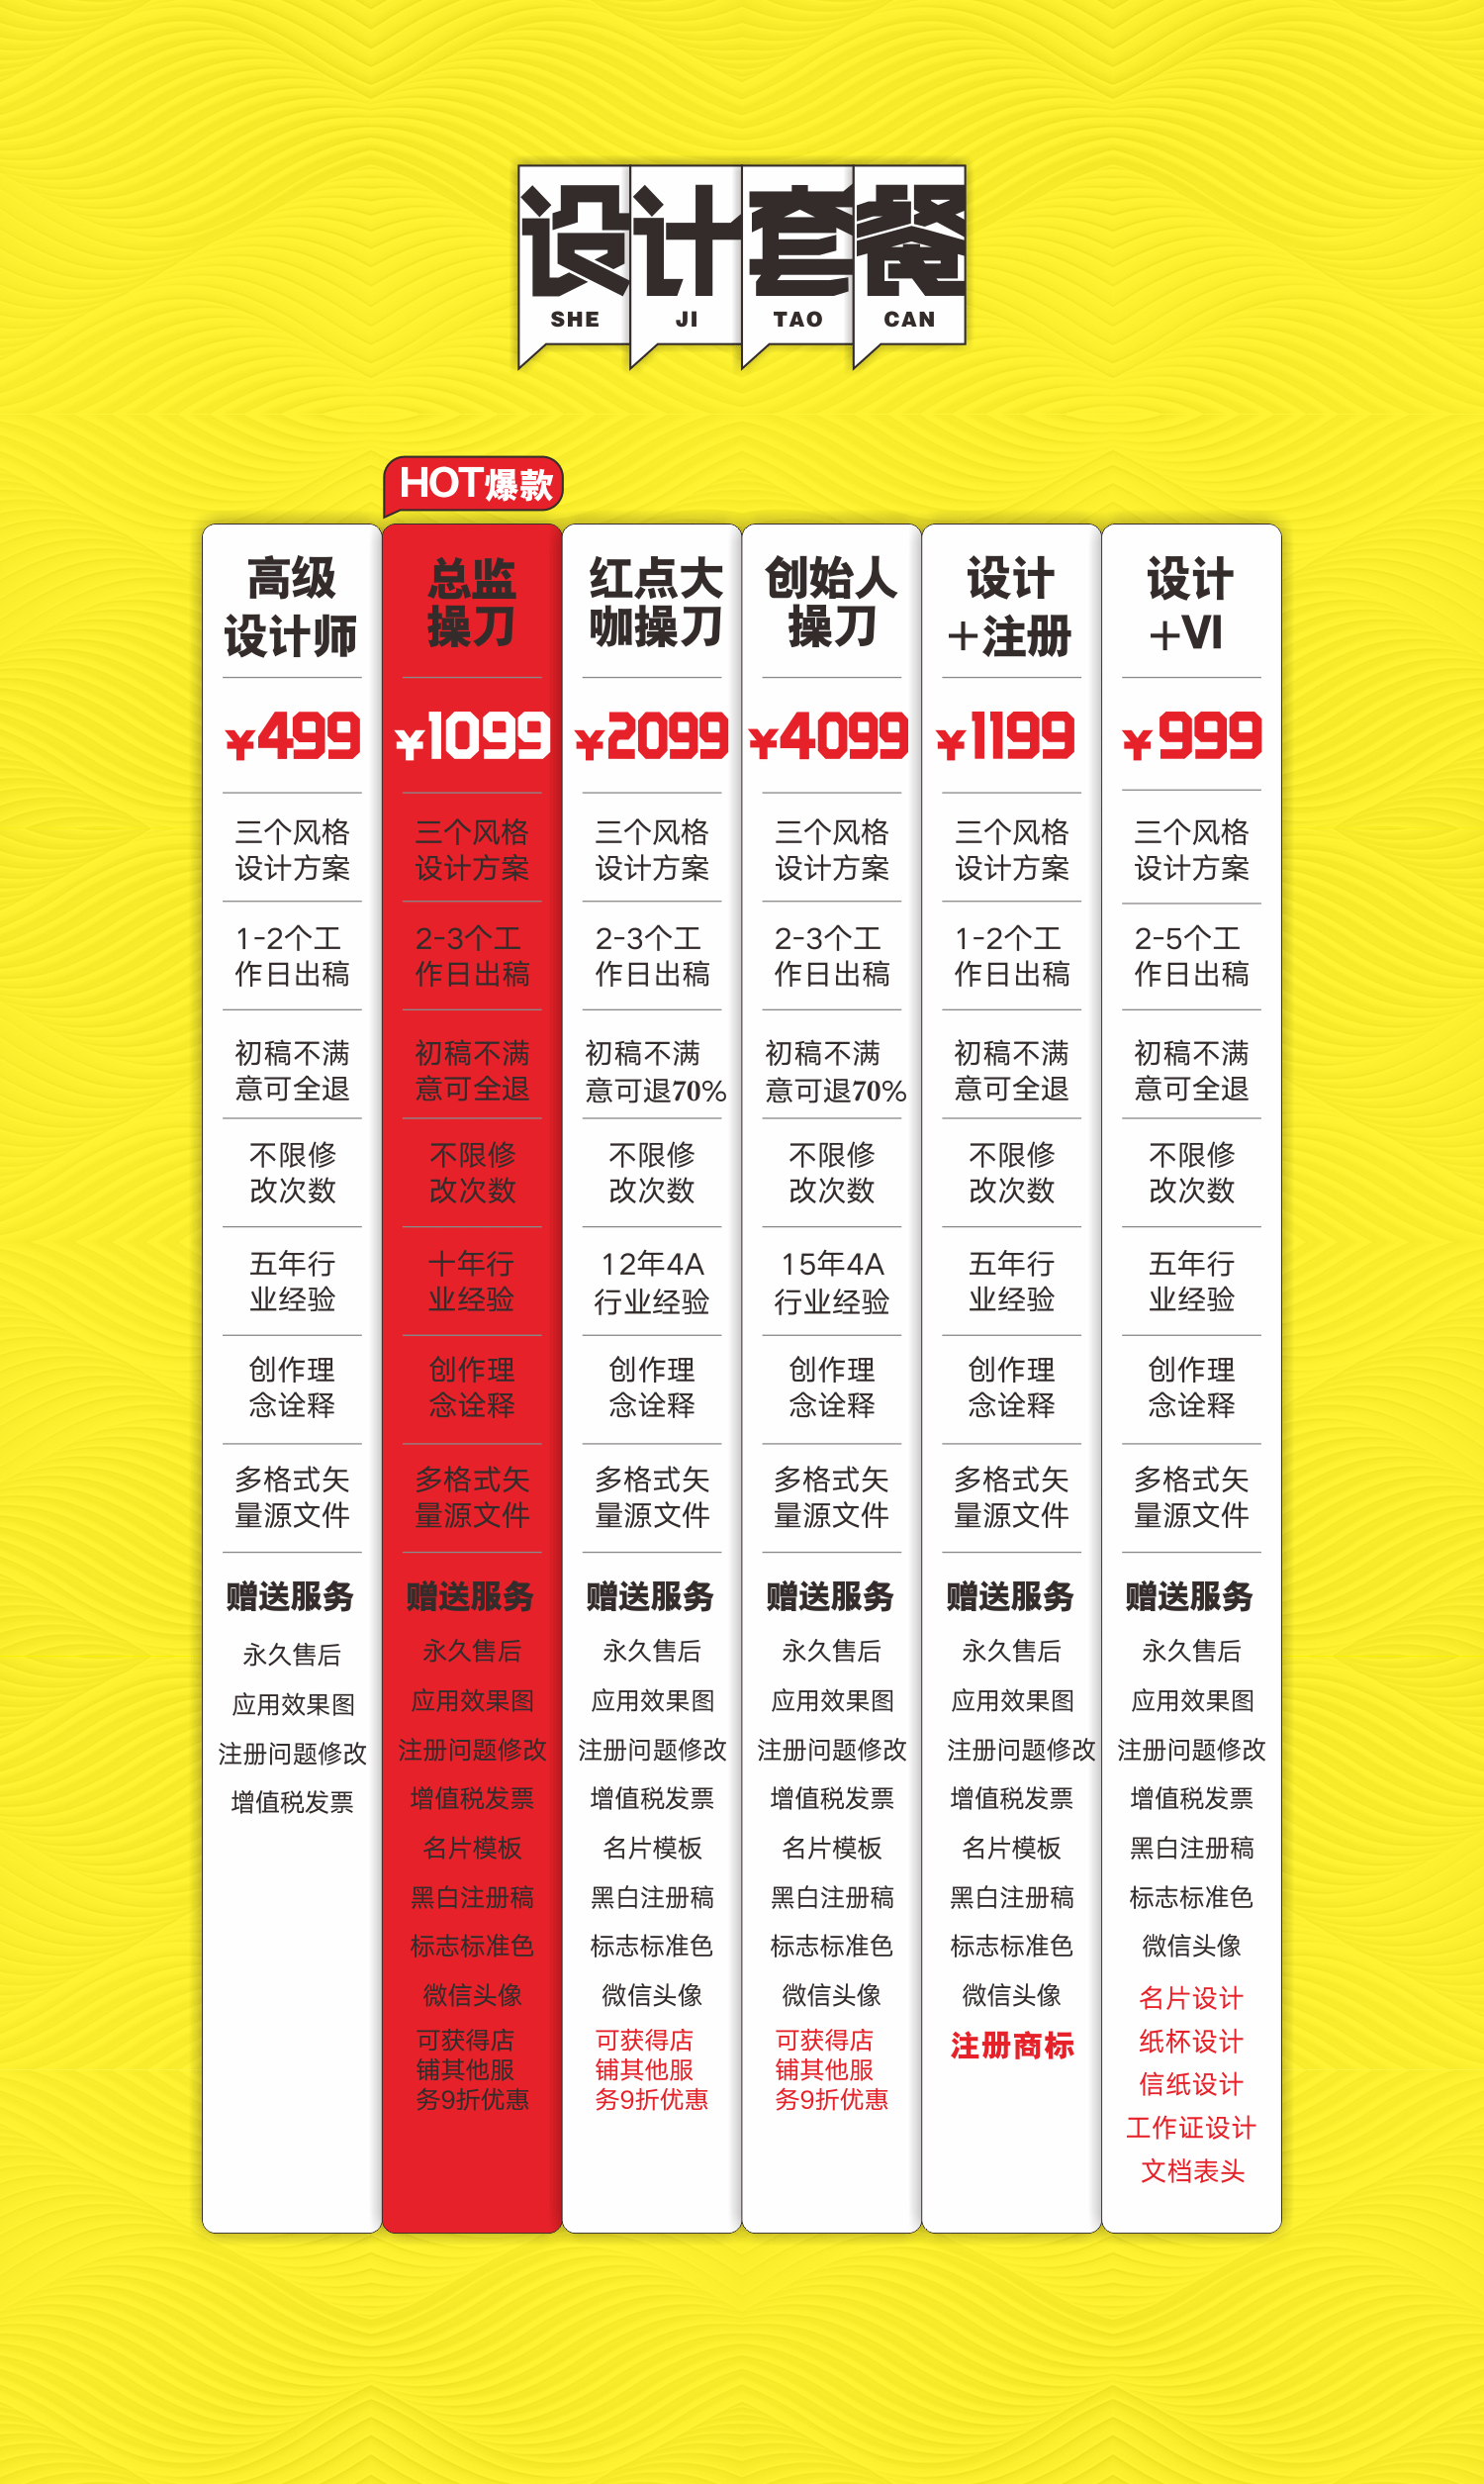 设计套餐
SHE JI TAO CAN
HOT爆款
高级
设计师
¥499
三个风格
设计方案
1-2个工
作日出稿
初稿不满
意可全退
不限修
改次数
五年行
业经验
创作理
念诠释
多格式矢
量源文件
赠送服务
永久售后
应用效果图
注册问题修改
增值税发票
总监
操刀
¥1099
三个风格
设计方案
2-3个工
作日出稿
初稿不满
意可全退
不限修
改次数
十年行
业经验
创作理
念诠释
多格式矢
量源文件
赠送服务
永久售后
应用效果图
注册问题修改
增值税发票
名片模板
黑白注册稿
标志标准色
微信头像
可获得店
铺其他服
务9折优惠
红点大
咖操刀
¥2099
三个风格
设计方案
2-3个工
作日出稿
初稿不满
意可退70%
不限修
改次数
12年4A
行业经验
创作理
念诠释
多格式矢
量源文件
赠送服务
永久售后
应用效果图
注册问题修改
增值税发票
名片模板
黑白注册稿
标志标准色
微信头像
可获得店
铺其他服
务9折优惠
创始人
操刀
¥4099
三个风格
设计方案
2-3个工
作日出稿
初稿不满
意可退70%
不限修
改次数
15年4A
行业经验
创作理
念诠释
多格式矢
量源文件
赠送服务
永久售后
应用效果图
注册问题修改
增值税发票
名片模板
黑白注册稿
标志标准色
微信头像
可获得店
铺其他服
务9折优惠
设计
+注册
¥1199
三个风格
设计方案
1-2个工
作日出稿
初稿不满
意可全退
不限修
改次数
五年行
业经验
创作理
念诠释
多格式矢
量源文件
赠送服务
永久售后
应用效果图
注册问题修改
增值税发票
名片模板
黑白注册稿
标志标准色
微信头像
注册商标
设计
+VI
¥999
三个风格
设计方案
2-5个工
作日出稿
初稿不满
意可全退
不限修
改次数
五年行
业经验
创作理
念诠释
多格式矢
量源文件
赠送服务
永久售后
应用效果图
注册问题修改
增值税发票
黑白注册稿
标志标准色
微信头像
名片设计
纸杯设计
信纸设计
工作证设计
文档表头